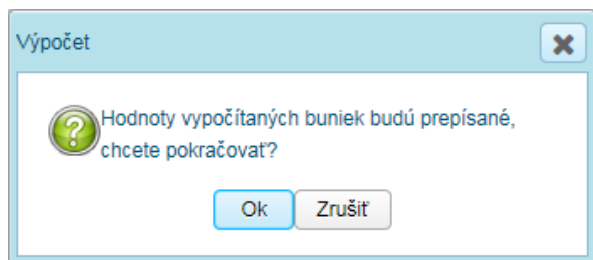 Výpočet
Hodnoty vypočítaných buniek budú prepísané,
chcete pokračovať?
Ok Zrušiť